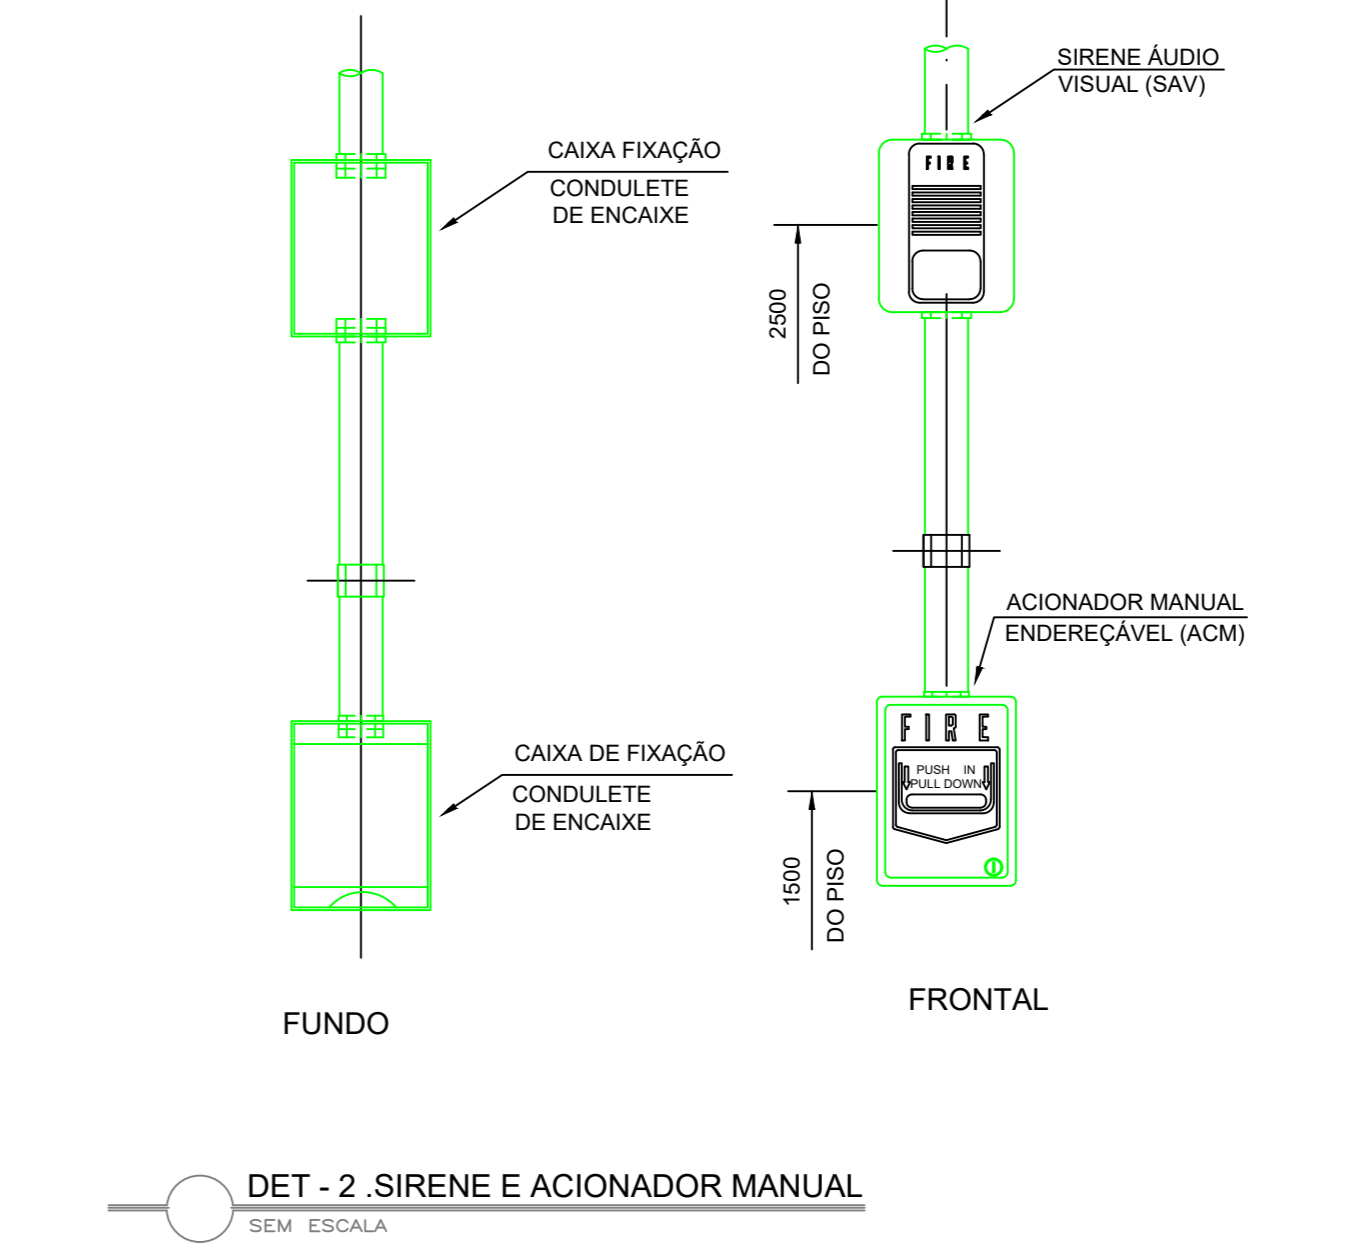 SIRENE ÁUDIO
VISUAL (SAV)
CAIXA FIXAÇÃO
CONDULETE
DE ENCAIXE
FIRE
2500
DO PISO
ACIONADOR MANUAL
ENDEREÇÁVEL (ACM)
CAIXA DE FIXAÇÃO
CONDULETE
DE ENCAIXE
FIRE
PUSH IN
PULL DOWN
1500
DO PISO
FUNDO
FRONTAL
DET - 2 .SIRENE E ACIONADOR MANUAL
SEM ESCALA